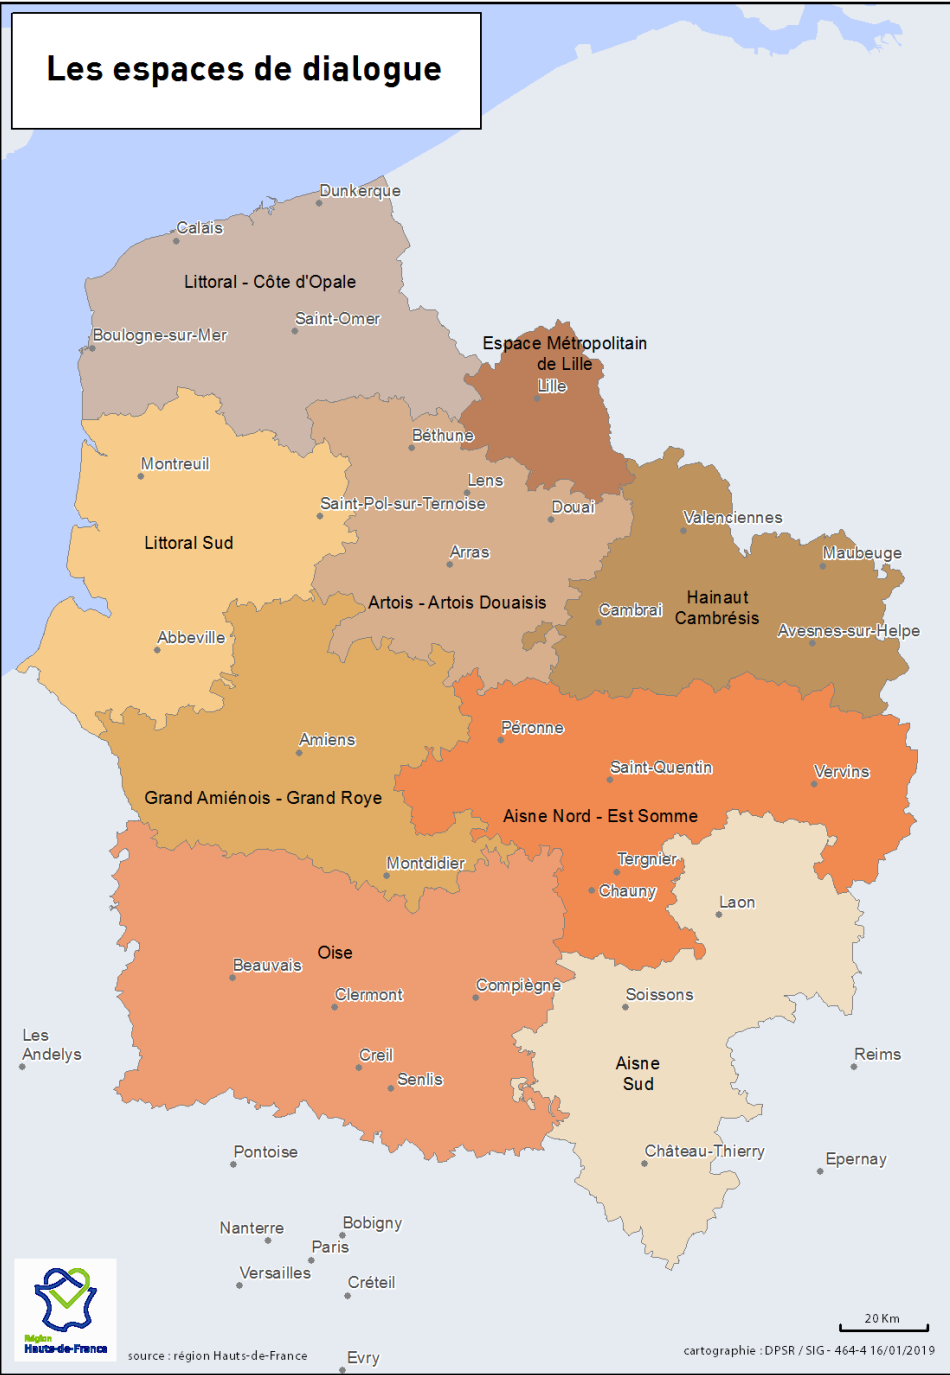 Les espaces de dialogue
Dunkerque
Calais
Littoral - Côte d'Opale
Saint-Omer
Boulogne-sur-Mer
Espace Métropolitain
de Lille
Lille
Béthune
Montreuil
Lens
Saint-Pol-sur-Ternoise
Douai
Valenciennes
Littoral Sud
Arras
Maubeuge
Artois - Artois Douaisis
Hainaut
Cambrésis
Cambrai
Abbeville
Avesnes-sur-Helpe
Péronne
Amiens
Saint-Quentin
Vervins
Grand Amiénois - Grand Roye
Aisne Nord - Est Somme
Montdidier
Tergnier
Chauny
Laon
Oise
Beauvais
Clermont
Compiègne
Soissons
Les
Andelys
Creil
Senlis
Aisne
Sud
Reims
Pontoise
Château-Thierry
Epernay
Nanterre
Bobigny
Paris
Versailles
Créteil
20 Km
Région
Hauts-de-France
source : région Hauts-de-France
Evry
cartographie : DPSR / SIG - 464-4 16/01/2019